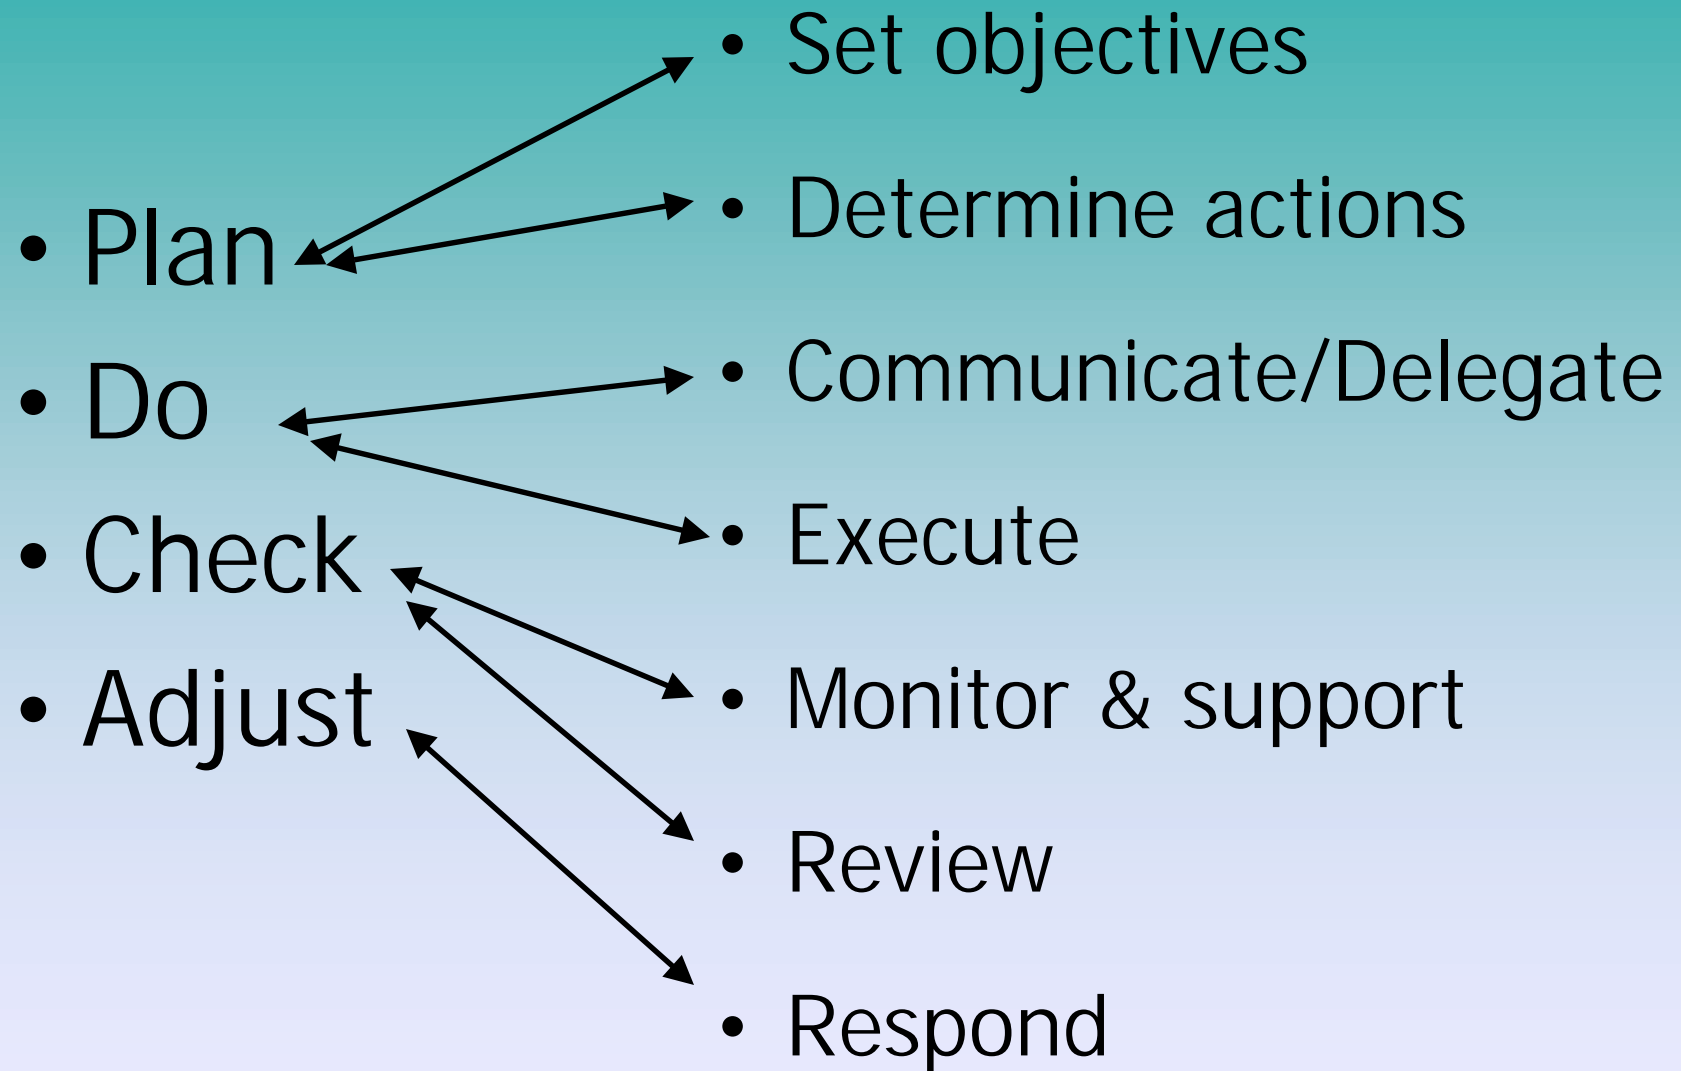 • Plan
• Do
• Check
• Adjust
• Set objectives
• Determine actions
• Communicate/Delegate
• Execute
• Monitor & support
• Review
• Respond